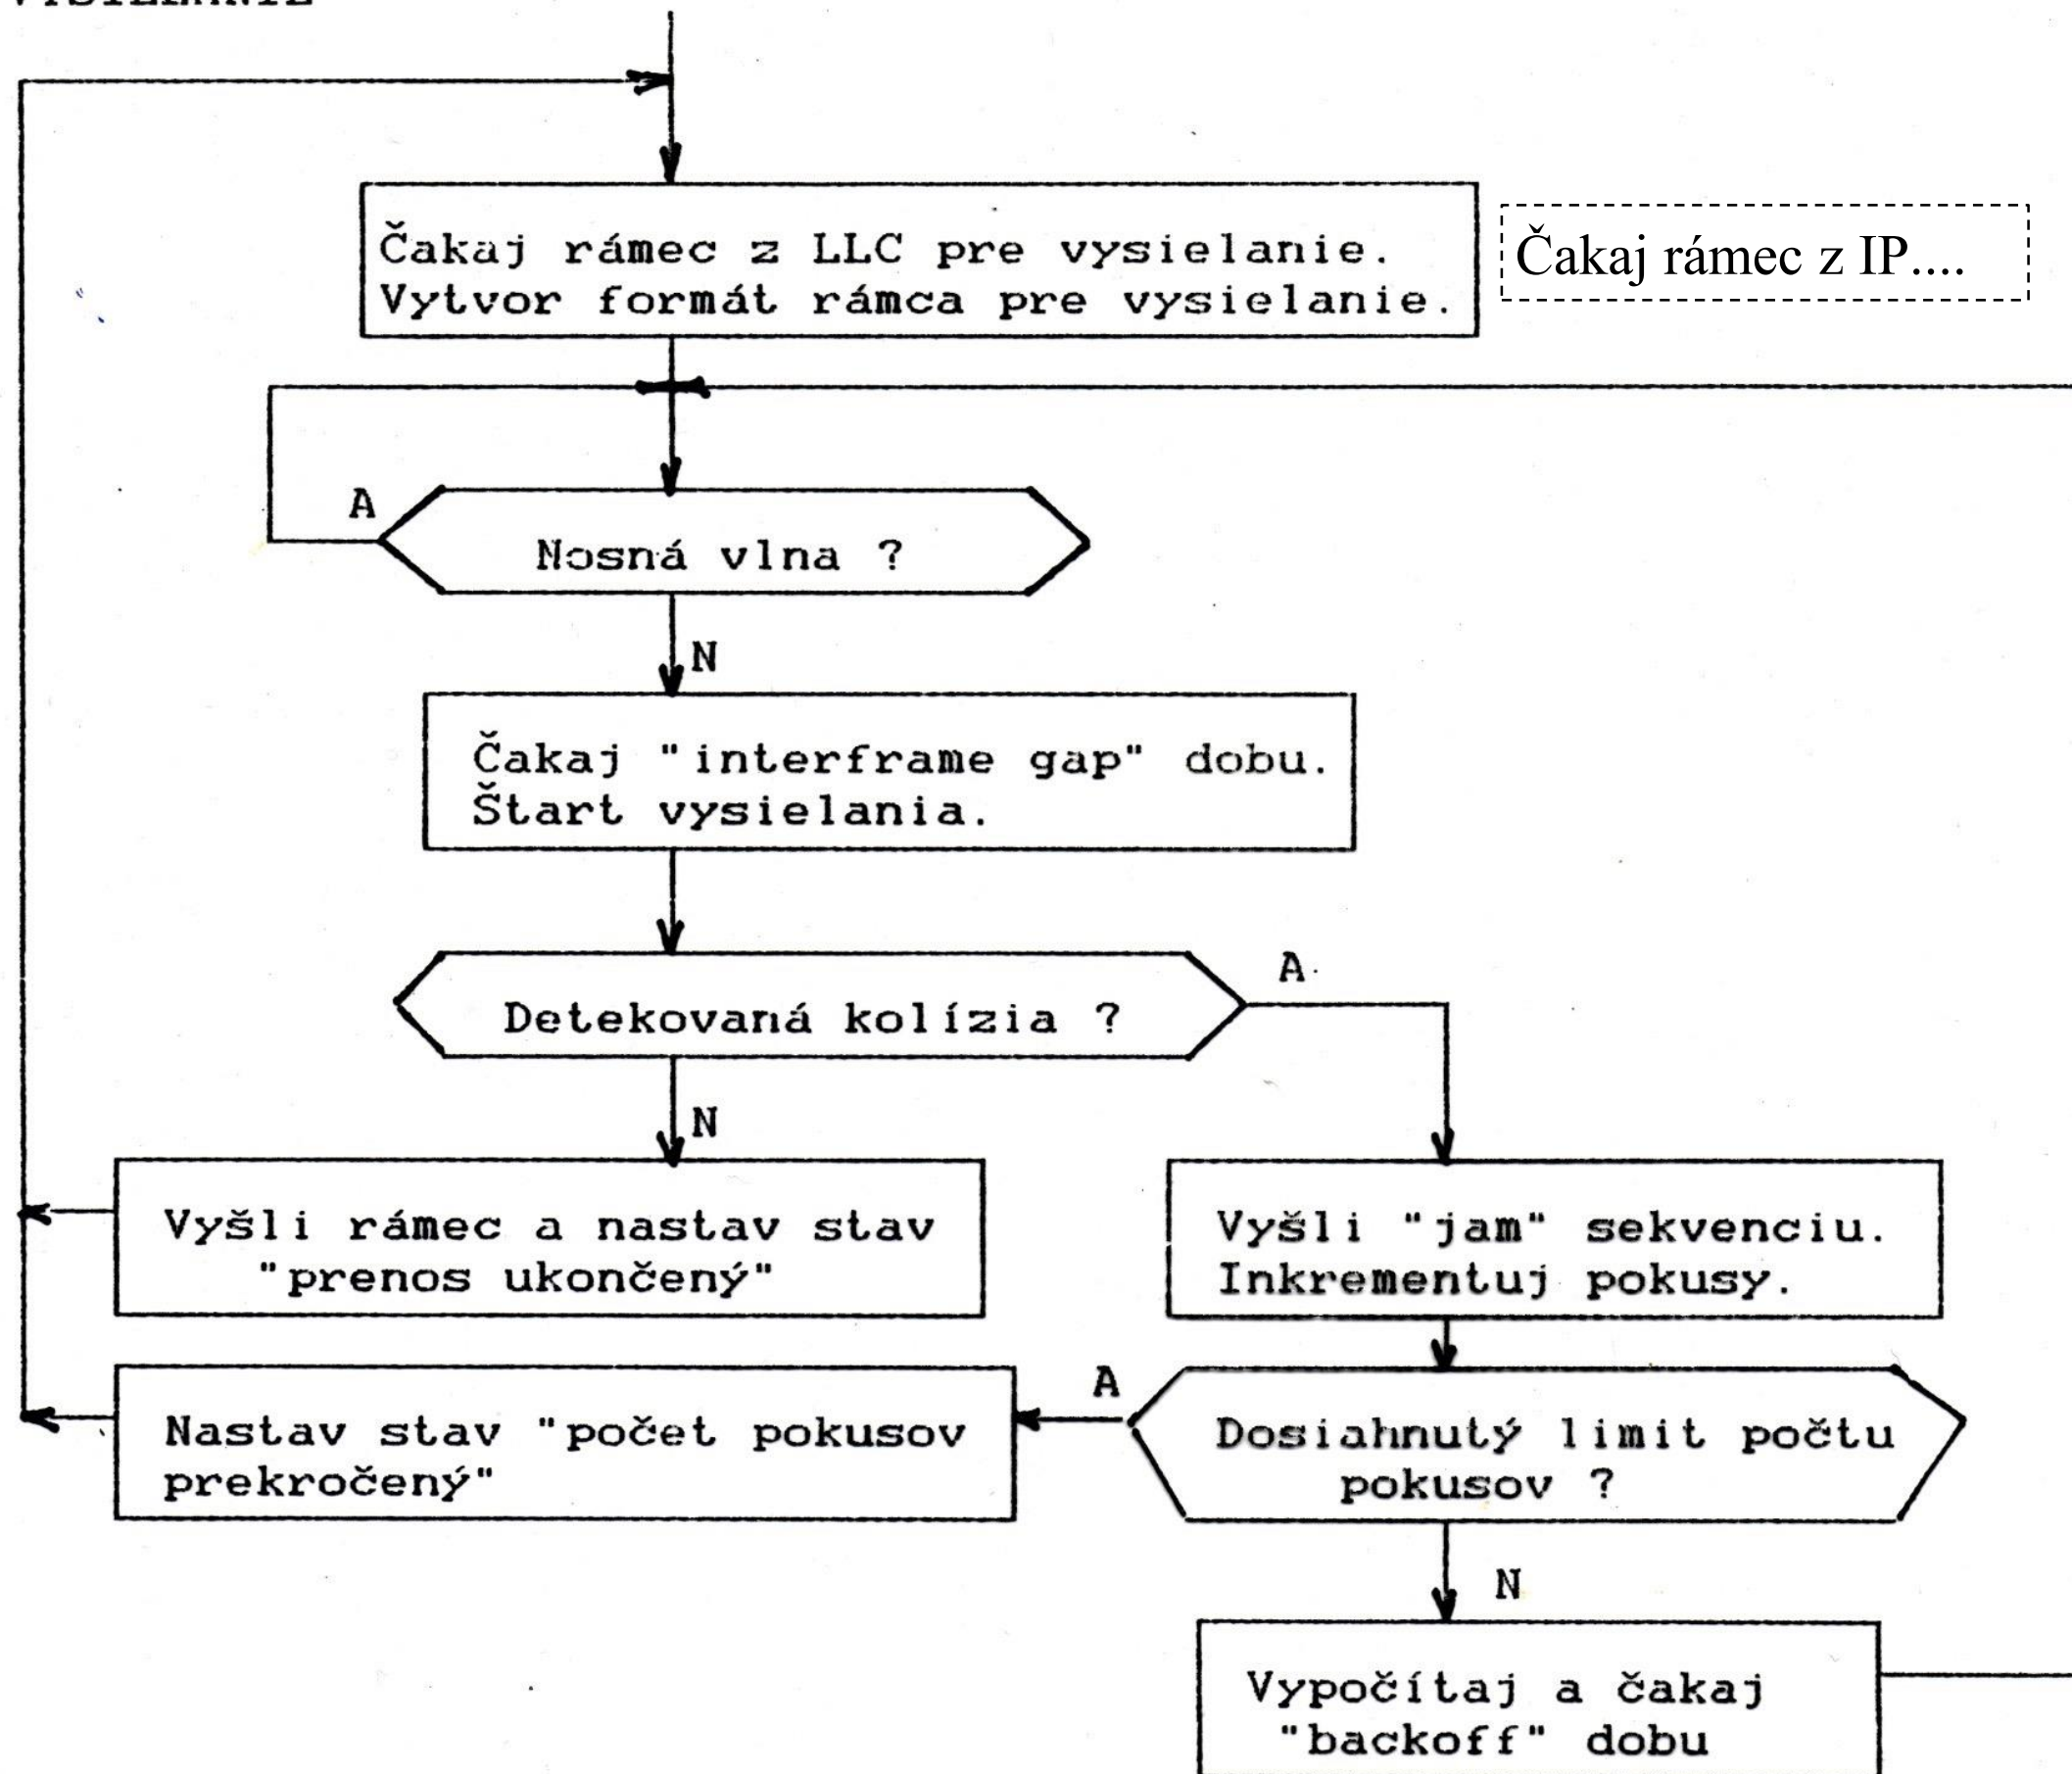 Čakaj rámec z LLC pre vysielanie.
Vytvor formát rámca pre vysielanie.
Čakaj rámec z IP....
A
Nosná vlna ?
N
Čakaj "interframe gap" dobu.
Štart vysielania.
A
Detekovaná kolízia ?
N
Vyšli rámec a nastav stav
"prenos ukončený"
Vyšli "jam" sekvenciu.
Inkrementuj pokusy.
A
Nastav stav "počet pokusov
prekročený"
Dosiahnutý limit počtu
pokusov ?
N
Vypočítaj a čakaj
"backoff" dobu